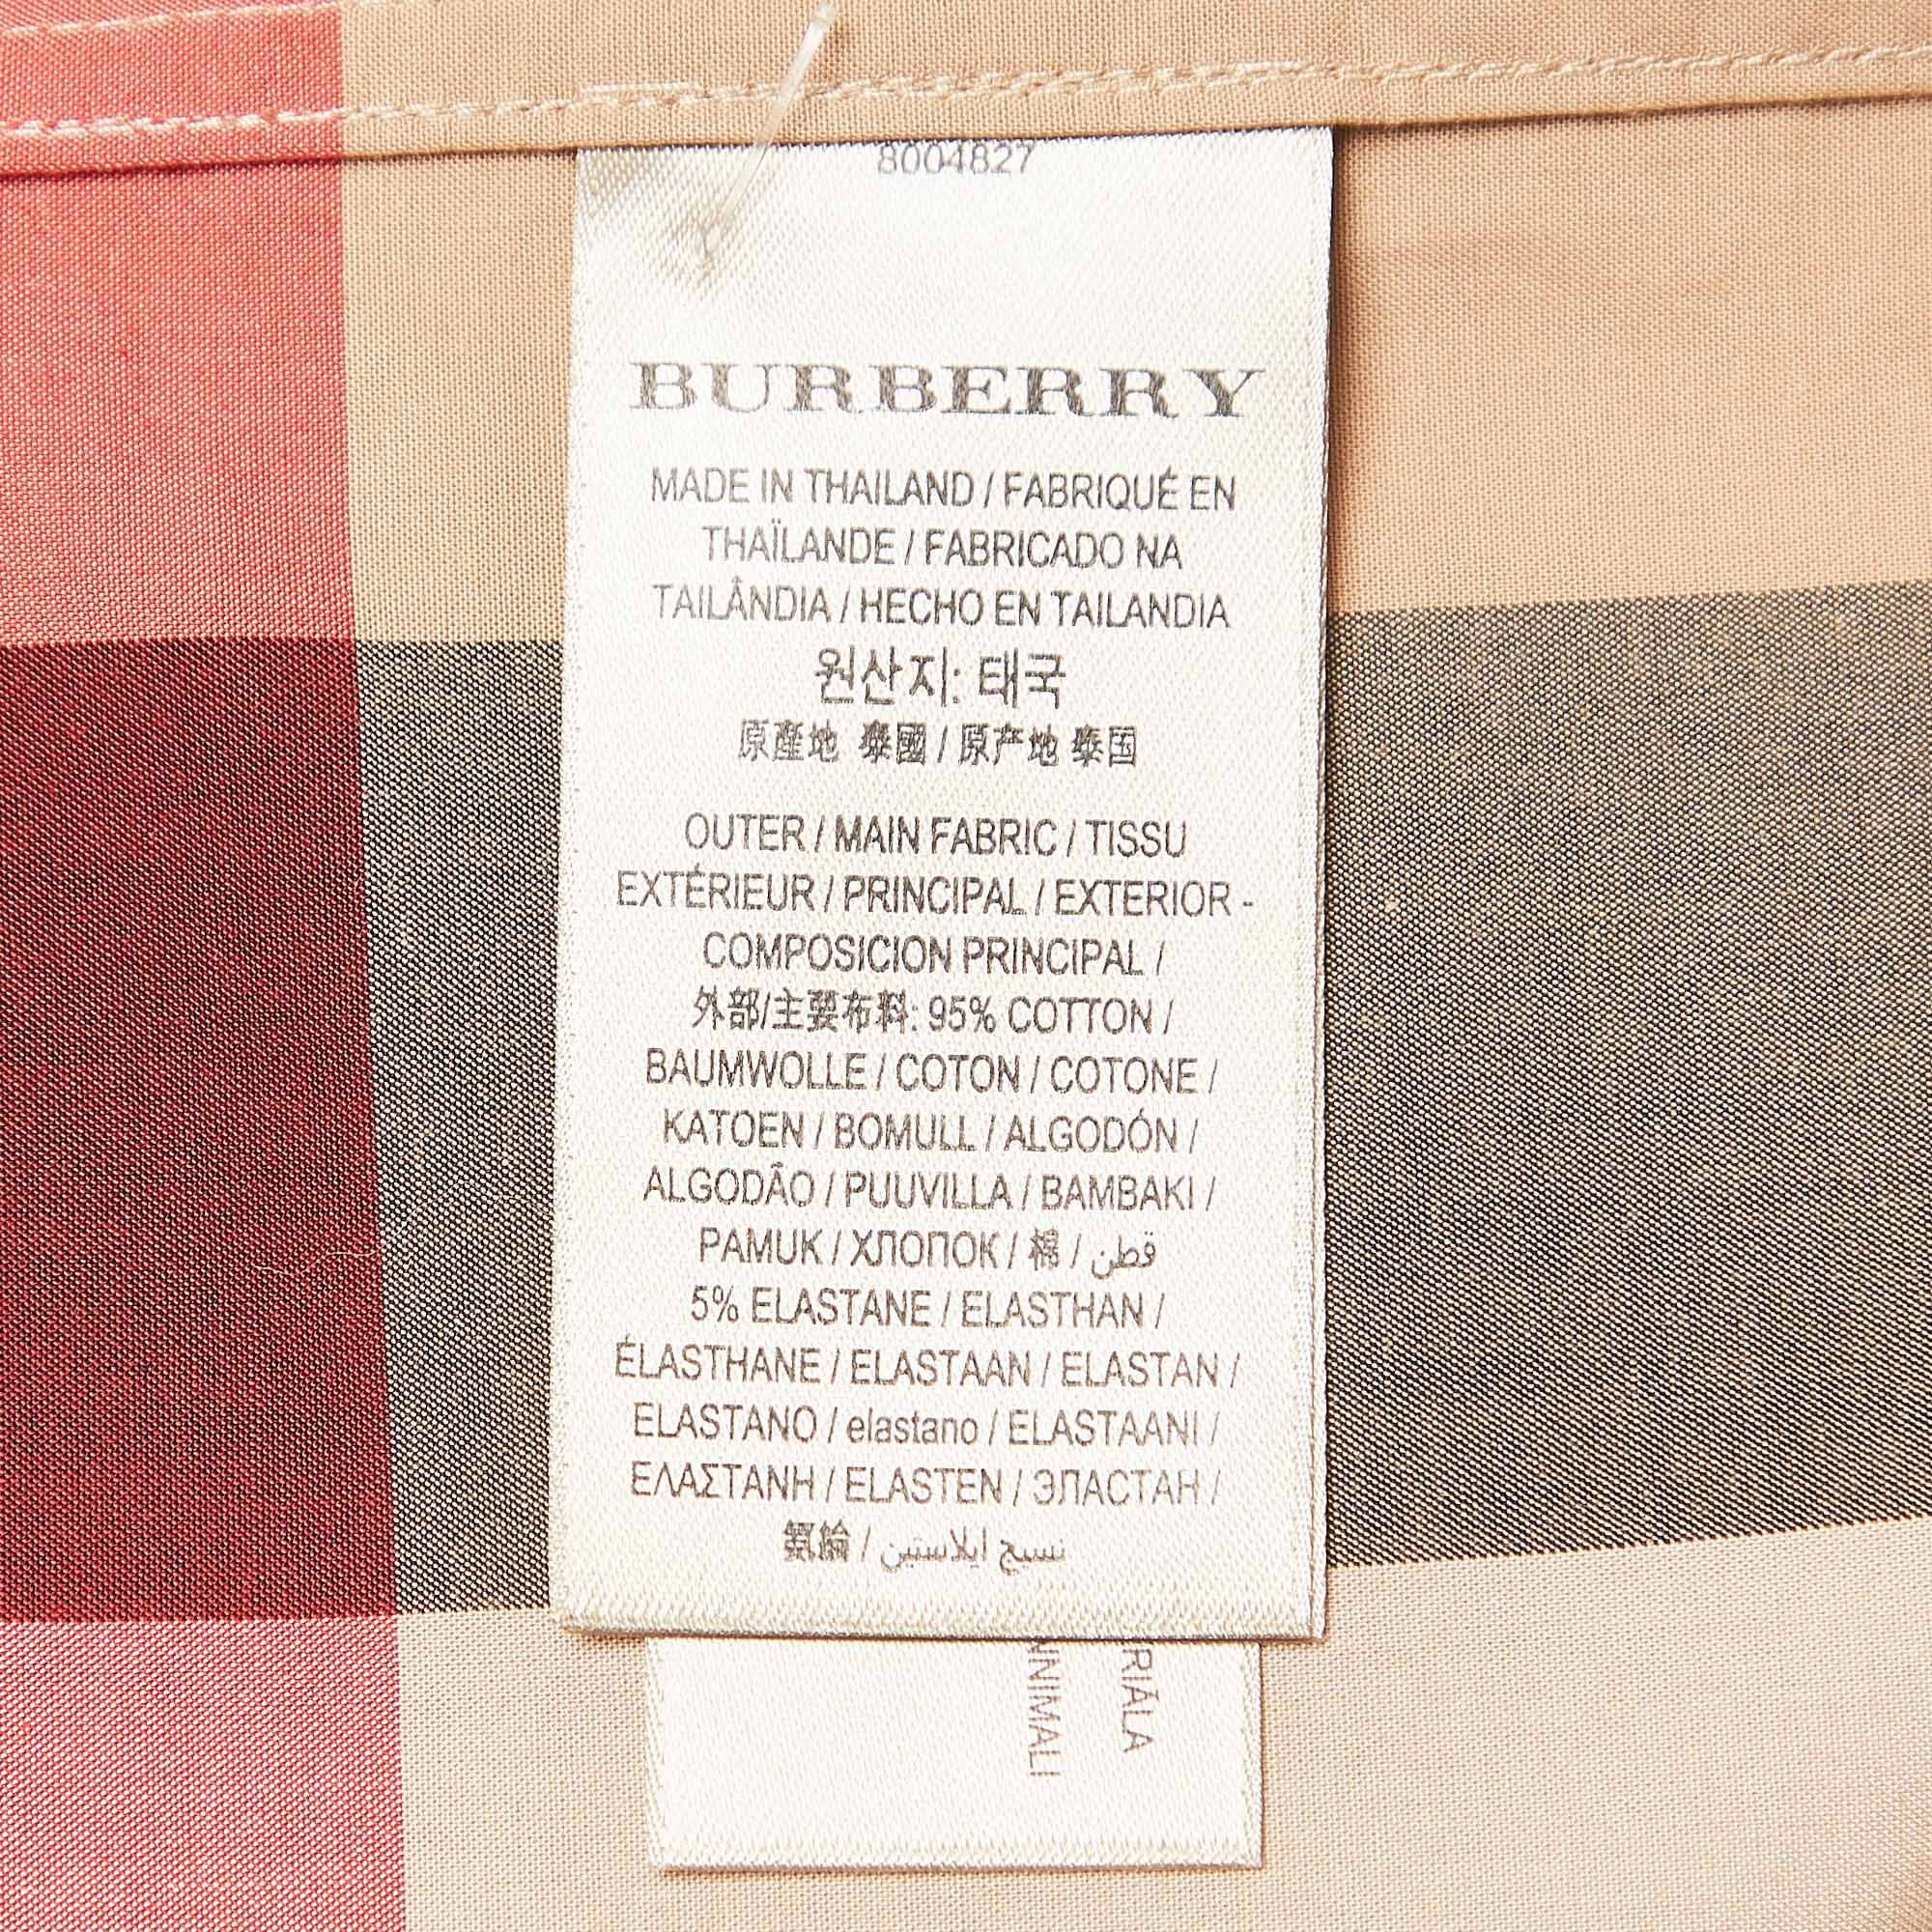 8004827
BURBERRY
MADE IN THAILAND / FABRIQUÉ EN
THAÏLANDE / FABRICADO NA
TAILÂNDIA / HECHO EN TAILANDIA
원산지: 태국
原產地 泰國 / 原产地 泰国
OUTER / MAIN FABRIC / TISSU
EXTÉRIEUR / PRINCIPAL / EXTERIOR -
COMPOSICION PRINCIPAL /
外部/主要布料: 95% COTTON /
BAUMWOLLE / COTON / COTONE /
KATOEN / BOMULL / ALGODÓN /
ALGODÃO / PUUVILLA / BAMBAKI /
PAMUK / ХЛОПОК / 棉 / قطن
5% ELASTANE / ELASTHAN /
ÉLASTHANE / ELASTAAN / ELASTAN /
ELASTANO / elastano / ELASTAANI /
ΕΛΑΣΤΑΝΗ / ELASTEN / ЭЛАСТАН /
氨綸 / نسيج إيلاستين
RIĀLA
NNIMALI